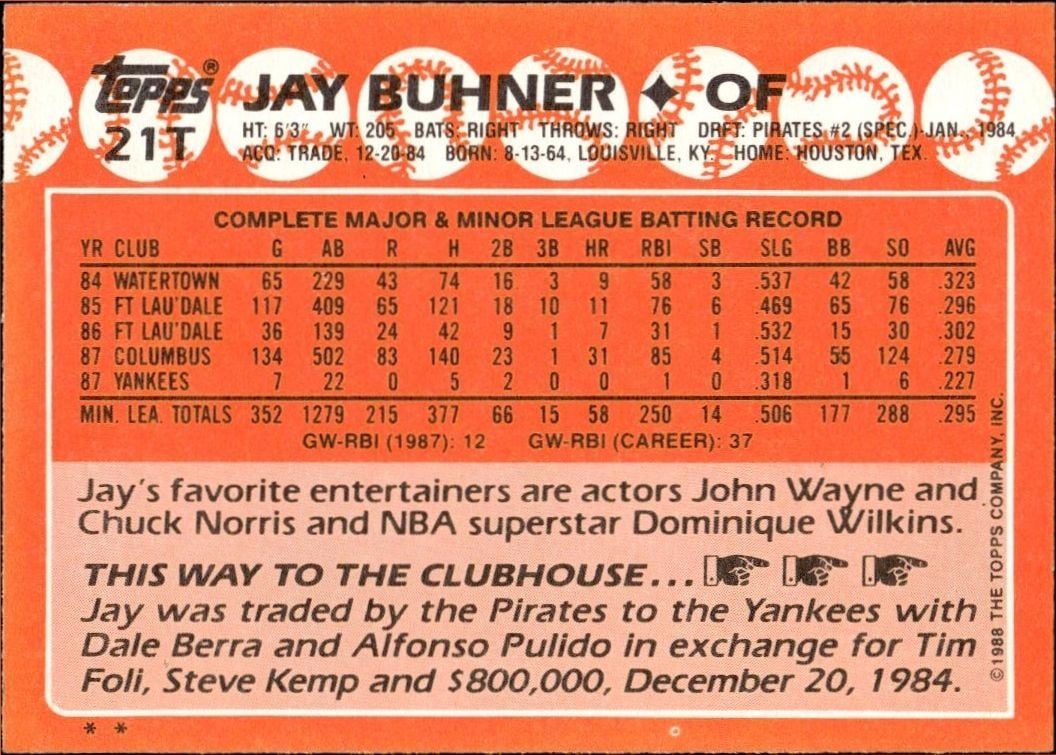 topps® JAY BUHNER ✦ OF
21T
HT: 6'3" WT: 205 BATS: RIGHT THROWS: RIGHT DRFT: PIRATES #2 (SPEC.)-JAN., 1984
ACQ: TRADE, 12-20-84 BORN: 8-13-64, LOUISVILLE, KY. HOME: HOUSTON, TEX.
COMPLETE MAJOR & MINOR LEAGUE BATTING RECORD
YR CLUB G AB R H 2B 3B HR RBI SB SLG BB SO AVG
84 WATERTOWN 65 229 43 74 16 3 9 58 3 .537 42 58 .323
85 FT LAU'DALE 117 409 65 121 18 10 11 76 6 .469 65 76 .296
86 FT LAU'DALE 36 139 24 42 9 1 7 31 1 .532 15 30 .302
87 COLUMBUS 134 502 83 140 23 1 31 85 4 .514 55 124 .279
87 YANKEES 7 22 0 5 2 0 0 1 0 .318 1 6 .227
MIN. LEA. TOTALS 352 1279 215 377 66 15 58 250 14 .506 177 288 .295
GW-RBI (1987): 12 GW-RBI (CAREER): 37
Jay's favorite entertainers are actors John Wayne and
Chuck Norris and NBA superstar Dominique Wilkins.
THIS WAY TO THE CLUBHOUSE...
Jay was traded by the Pirates to the Yankees with
Dale Berra and Alfonso Pulido in exchange for Tim
Foli, Steve Kemp and $800,000, December 20, 1984.
©1988 THE TOPPS COMPANY, INC.
* *
©